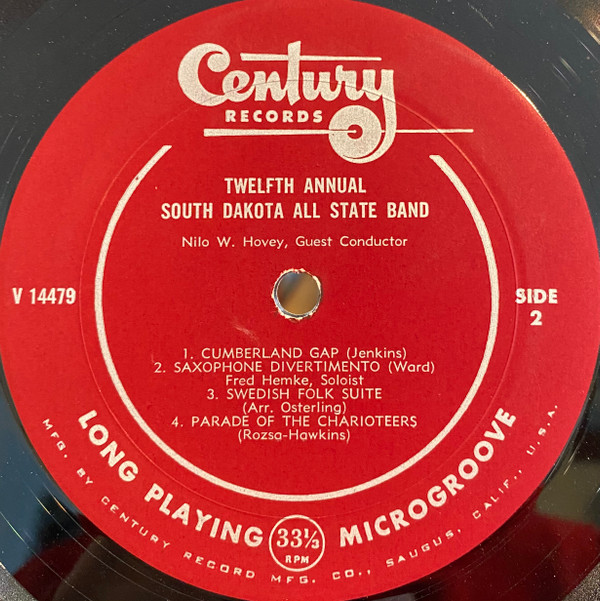 Century
RECORDS
TWELFTH ANNUAL
SOUTH DAKOTA ALL STATE BAND
Nilo W. Hovey, Guest Conductor
V 14479
SIDE
2
1. CUMBERLAND GAP (Jenkins)
2. SAXOPHONE DIVERTIMENTO (Ward)
Fred Hemke, Soloist
3. SWEDISH FOLK SUITE
(Arr. Osterling)
4. PARADE OF THE CHARIOTEERS
(Rozsa-Hawkins)
LONG PLAYING 33⅓ RPM MICROGROOVE
MFG. BY CENTURY RECORD MFG. CO., SAUGUS, CALIF., U.S.A.